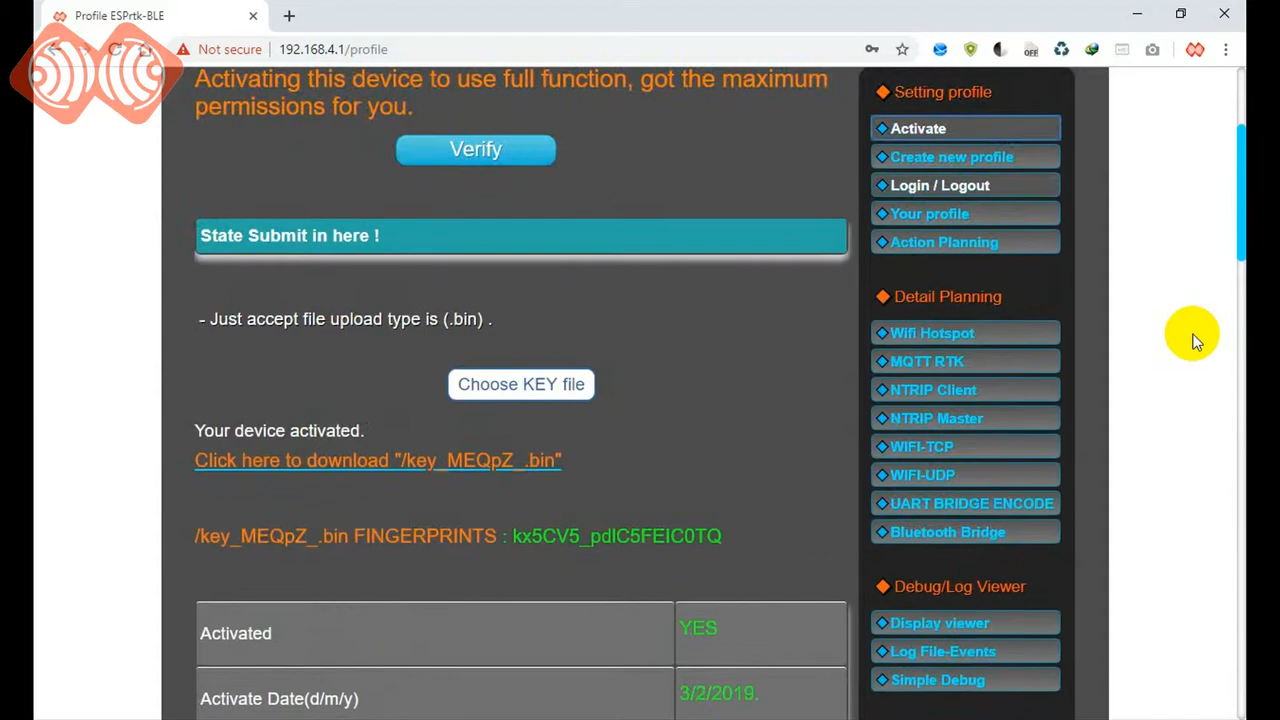 Profile ESPrtk-BLE
Not secure
192.168.4.1/profile
OFF
Activating this device to use full function, got the maximum
permissions for you.
Verify
State Submit in here !
- Just accept file upload type is (.bin) .
Choose KEY file
Your device activated.
Click here to download "/key_MEQpZ_.bin"
/key_MEQpZ_.bin FINGERPRINTS : kx5CV5_pdIC5FEIC0TQ
Activated
YES
Activate Date(d/m/y)
3/2/2019.
Setting profile
Activate
Create new profile
Login / Logout
Your profile
Action Planning
Detail Planning
Wifi Hotspot
MQTT RTK
NTRIP Client
NTRIP Master
WIFI-TCP
WIFI-UDP
UART BRIDGE ENCODE
Bluetooth Bridge
Debug/Log Viewer
Display viewer
Log File-Events
Simple Debug